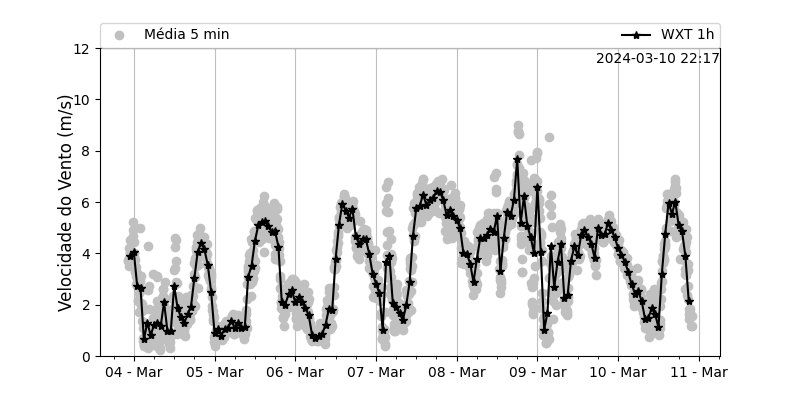 Média 5 min
WXT 1h
2024-03-10 22:17
Velocidade do Vento (m/s)
12
10
8
6
4
2
0
04 - Mar
05 - Mar
06 - Mar
07 - Mar
08 - Mar
09 - Mar
10 - Mar
11 - Mar